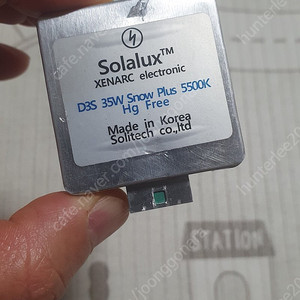 Solalux™
XENARC electronic
D3S 35W Snow Plus 5500K
Hg Free
Made in Korea
Solitech co.,ltd
STATION